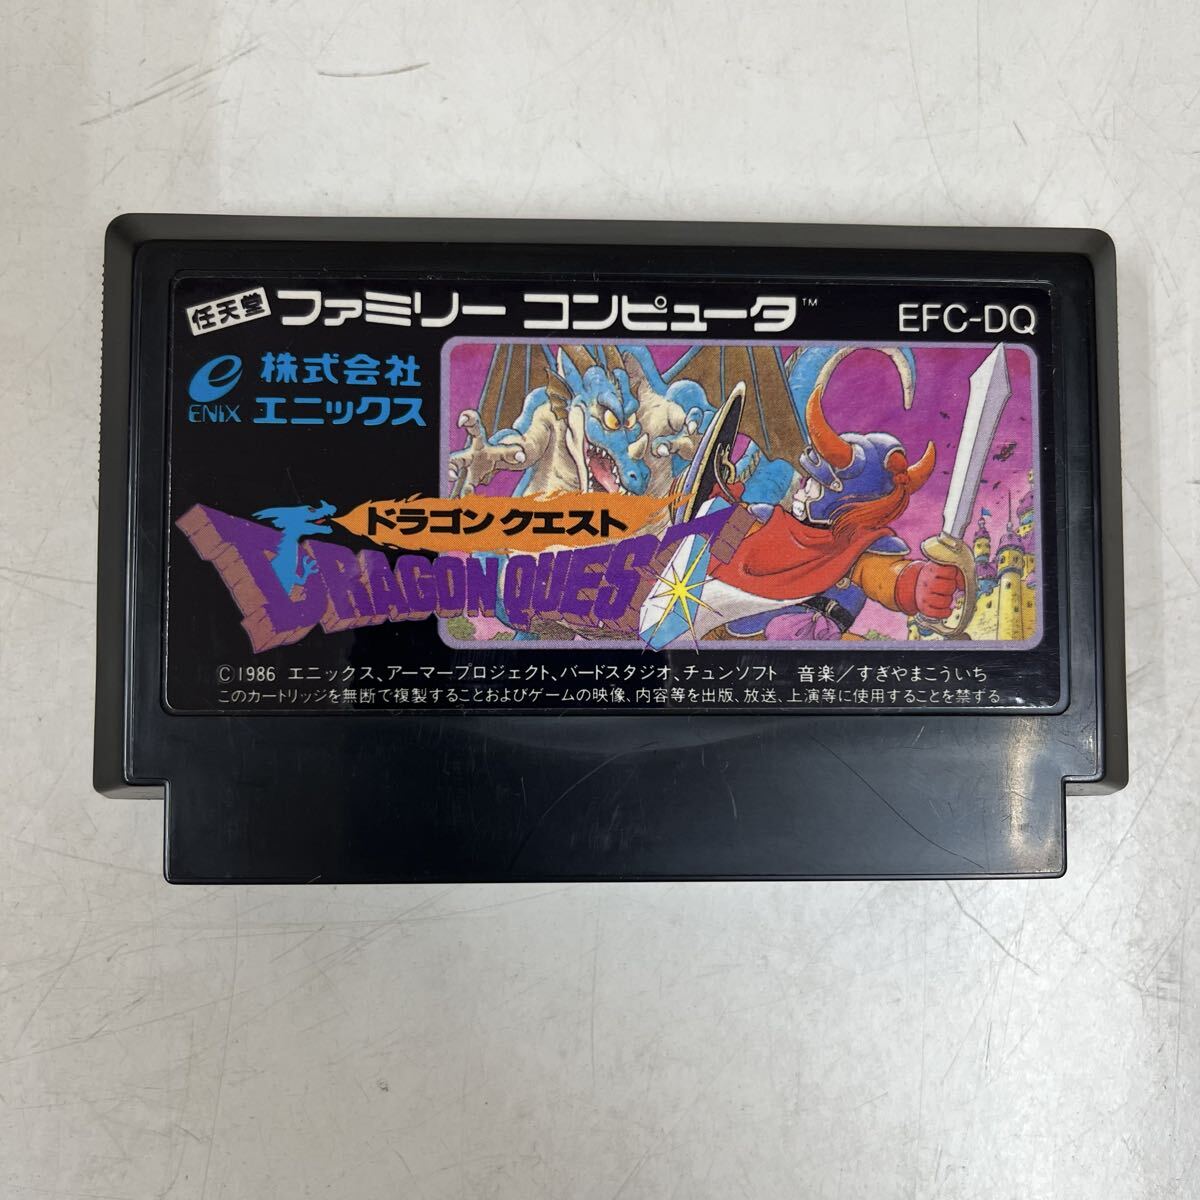 任天堂 ファミリー コンピュータ™ EFC-DQ
ENIX 株式会社
エニックス
ドラゴンクエスト
DRAGON QUEST
©1986 エニックス、アーマープロジェクト、バードスタジオ、チュンソフト 音楽／すぎやまこういち
このカートリッジを無断で複製することおよびゲームの映像、内容等を出版、放送、上演等に使用することを禁ずる